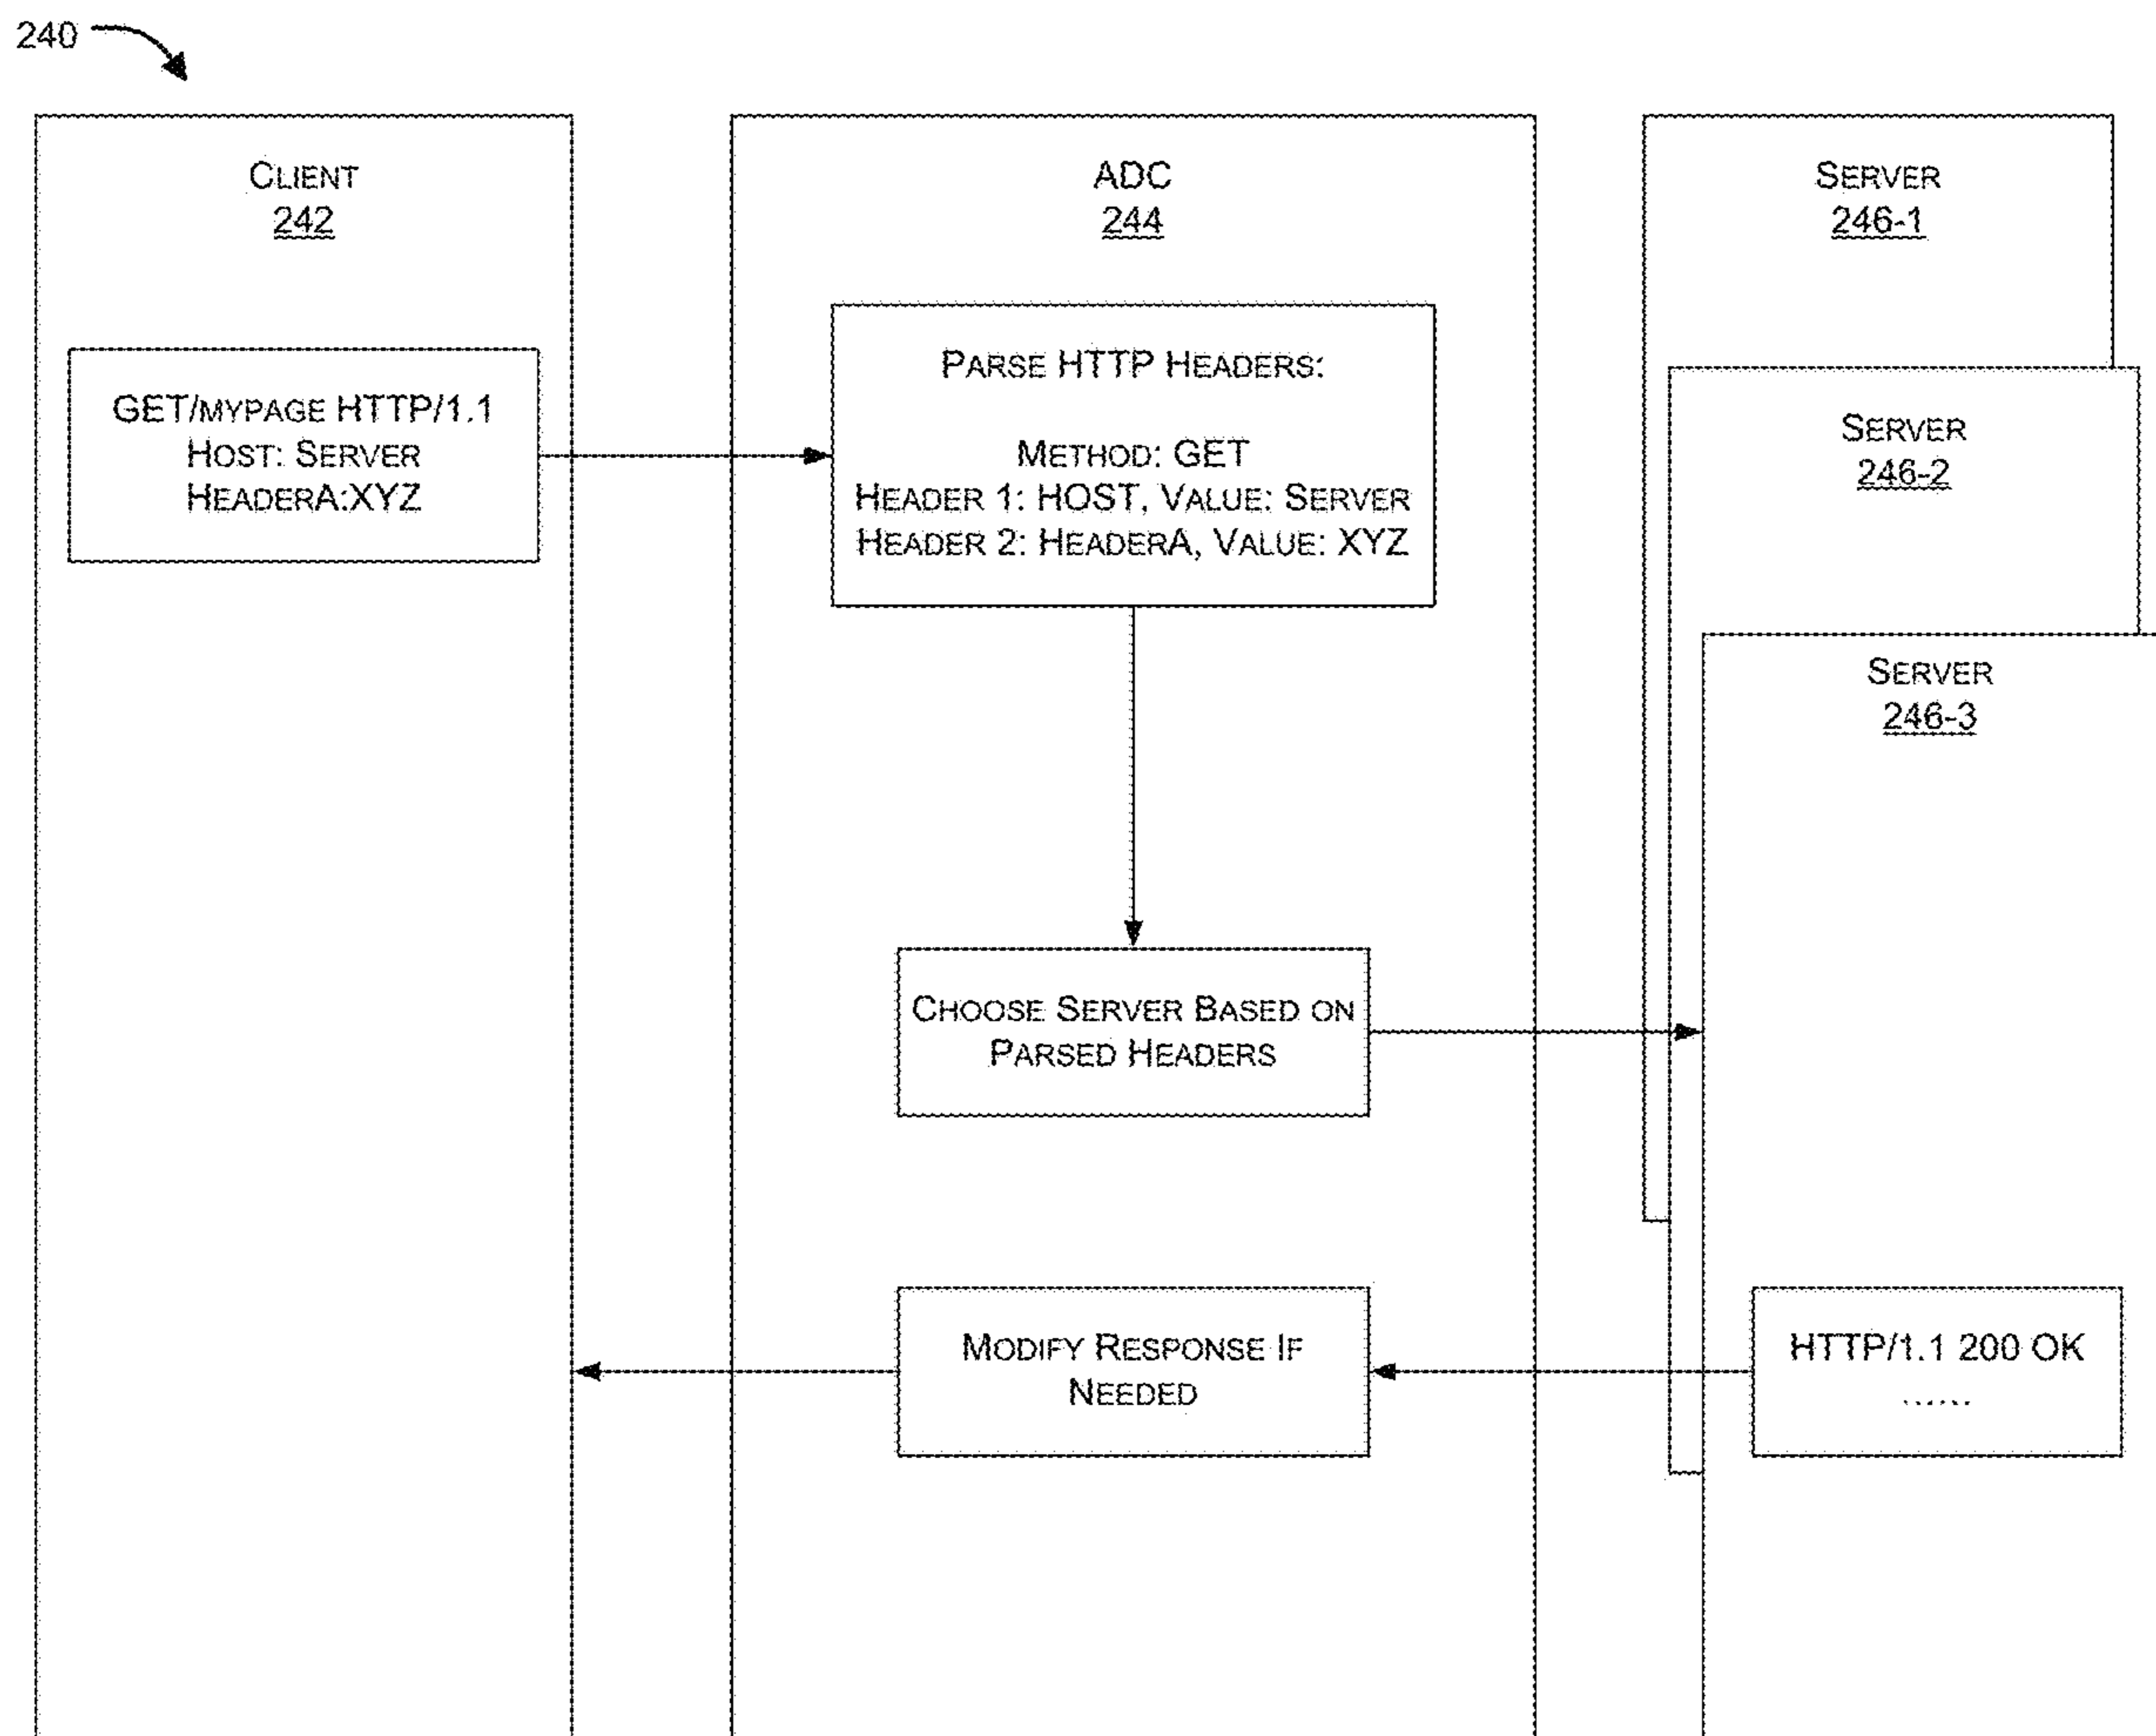 240
CLIENT
242
GET/MYPAGE HTTP/1.1
HOST: SERVER
HEADERA:XYZ
ADC
244
PARSE HTTP HEADERS:
METHOD: GET
HEADER 1: HOST, VALUE: SERVER
HEADER 2: HEADERA, VALUE: XYZ
CHOOSE SERVER BASED ON
PARSED HEADERS
MODIFY RESPONSE IF
NEEDED
SERVER
246-1
SERVER
246-2
SERVER
246-3
HTTP/1.1 200 OK
......